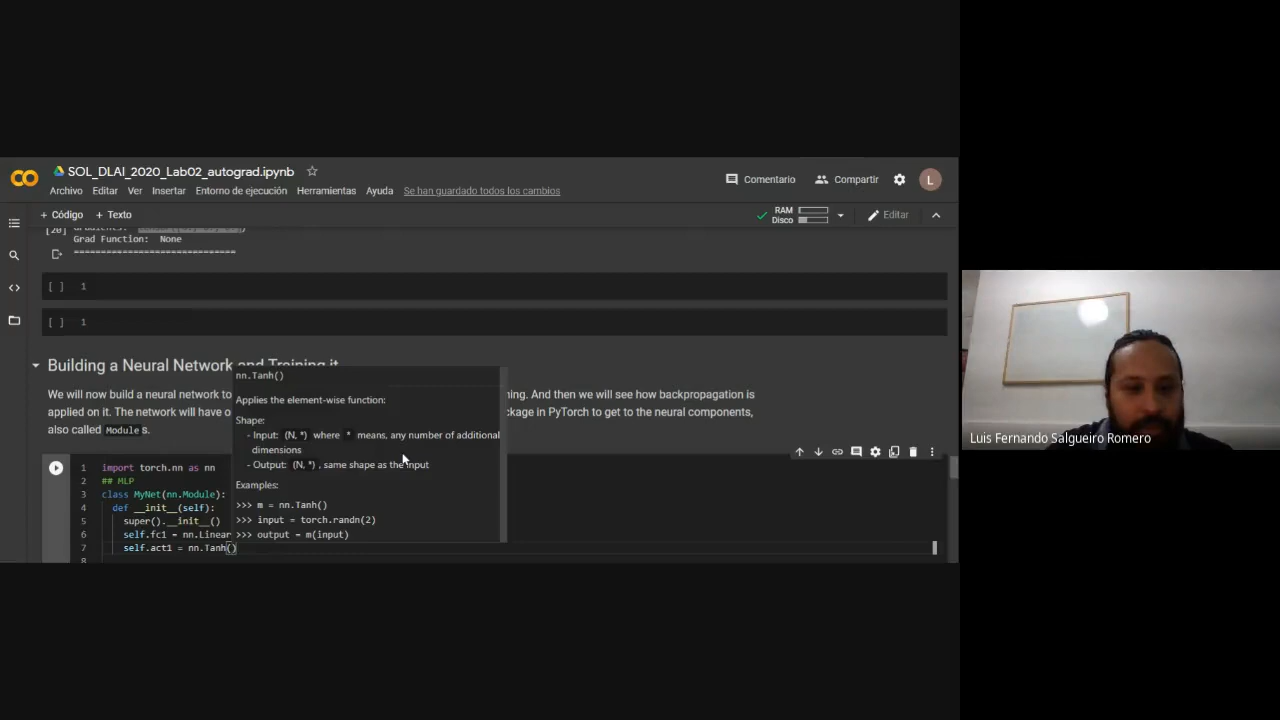 SOL_DLAI_2020_Lab02_autograd.ipynb
Comentario
Compartir
L
Archivo Editar Ver Insertar Entorno de ejecución Herramientas Ayuda Se han guardado todos los cambios
+ Código + Texto
RAM
Disco
Editar
[20]
Grad Function: None
==============================
[ ] 1
[ ] 1
Building a Neural Network and Training it
We will now build a neural network to
ning. And then we will see how backpropagation is
applied on it. The network will have o
ckage in PyTorch to get to the neural components,
also called Modules.
nn.Tanh()
Applies the element-wise function:
Shape:
- Input: (N, *) where * means, any number of additional
dimensions
- Output: (N, *) , same shape as the input
Examples:
>>> m = nn.Tanh()
>>> input = torch.randn(2)
>>> output = m(input)
1 import torch.nn as nn
2 ## MLP
3 class MyNet(nn.Module):
4 def __init__(self):
5 super().__init__()
6 self.fc1 = nn.Linear
7 self.act1 = nn.Tanh()
8
Luis Fernando Salgueiro Romero